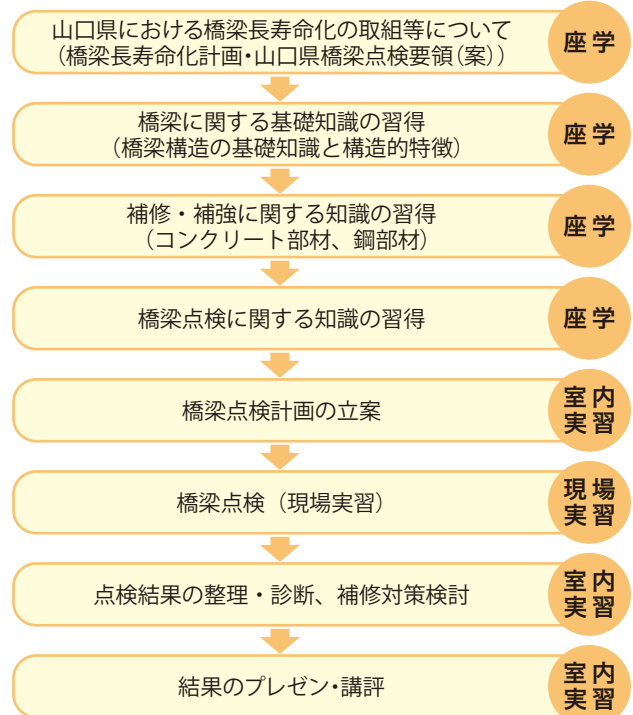 山口県における橋梁長寿命化の取組等について
(橋梁長寿命化計画・山口県橋梁点検要領(案))
座学
橋梁に関する基礎知識の習得
(橋梁構造の基礎知識と構造的特徴)
座学
補修・補強に関する知識の習得
(コンクリート部材、鋼部材)
座学
橋梁点検に関する知識の習得
座学
橋梁点検計画の立案
室内
実習
橋梁点検(現場実習)
現場
実習
点検結果の整理・診断、補修対策検討
室内
実習
結果のプレゼン・講評
室内
実習